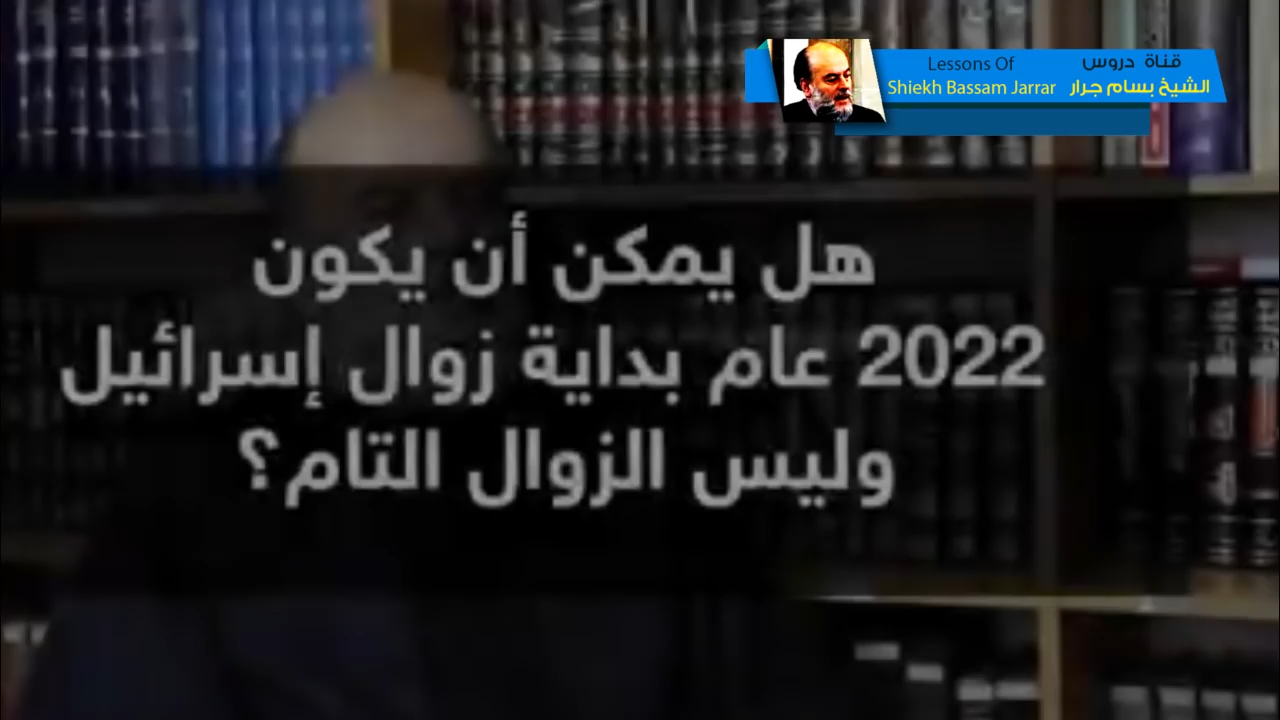 Lessons Of
Shiekh Bassam Jarrar
قناة دروس
الشيخ بسام جرار
هل يمكن أن يكون
2022 عام بداية زوال إسرائيل
وليس الزوال التام؟